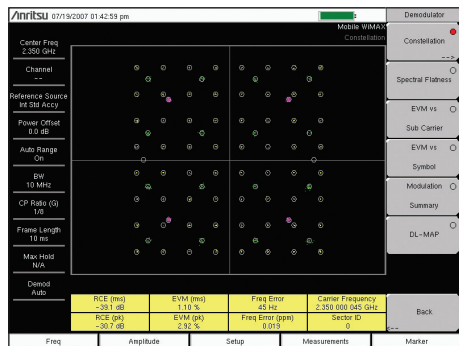 Anritsu 07/19/2007 01:42:59 pm
Mobile WiMAX
Constellation
Center Freq
2.350 GHz
Channel
--
Reference Source
Int Std Accy
Power Offset
0.0 dB
Auto Range
On
BW
10 MHz
CP Ratio (G)
1/8
Frame Length
10 ms
Max Hold
N/A
Demod
Auto
RCE (rms) EVM (rms) Freq Error Carrier Frequency
-39.1 dB 1.10 % 45 Hz 2.350 000 045 GHz
RCE (pk) EVM (pk) Freq Error (ppm) Sector ID
-30.7 dB 2.92 % 0.019 0
Demodulator
Constellation
-->
Spectral Flatness
EVM vs
Sub Carrier
EVM vs
Symbol
Modulation
Summary
DL-MAP
Back
<--
Freq Amplitude Setup Measurements Marker